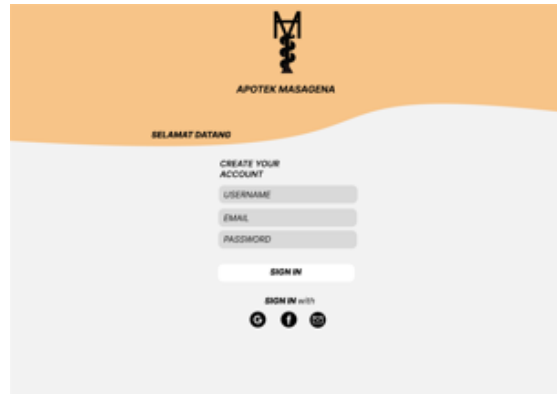 APOTEK MASAGENA
SELAMAT DATANG
CREATE YOUR
ACCOUNT
USERNAME
EMAIL
PASSWORD
SIGN IN
SIGN IN with
G f